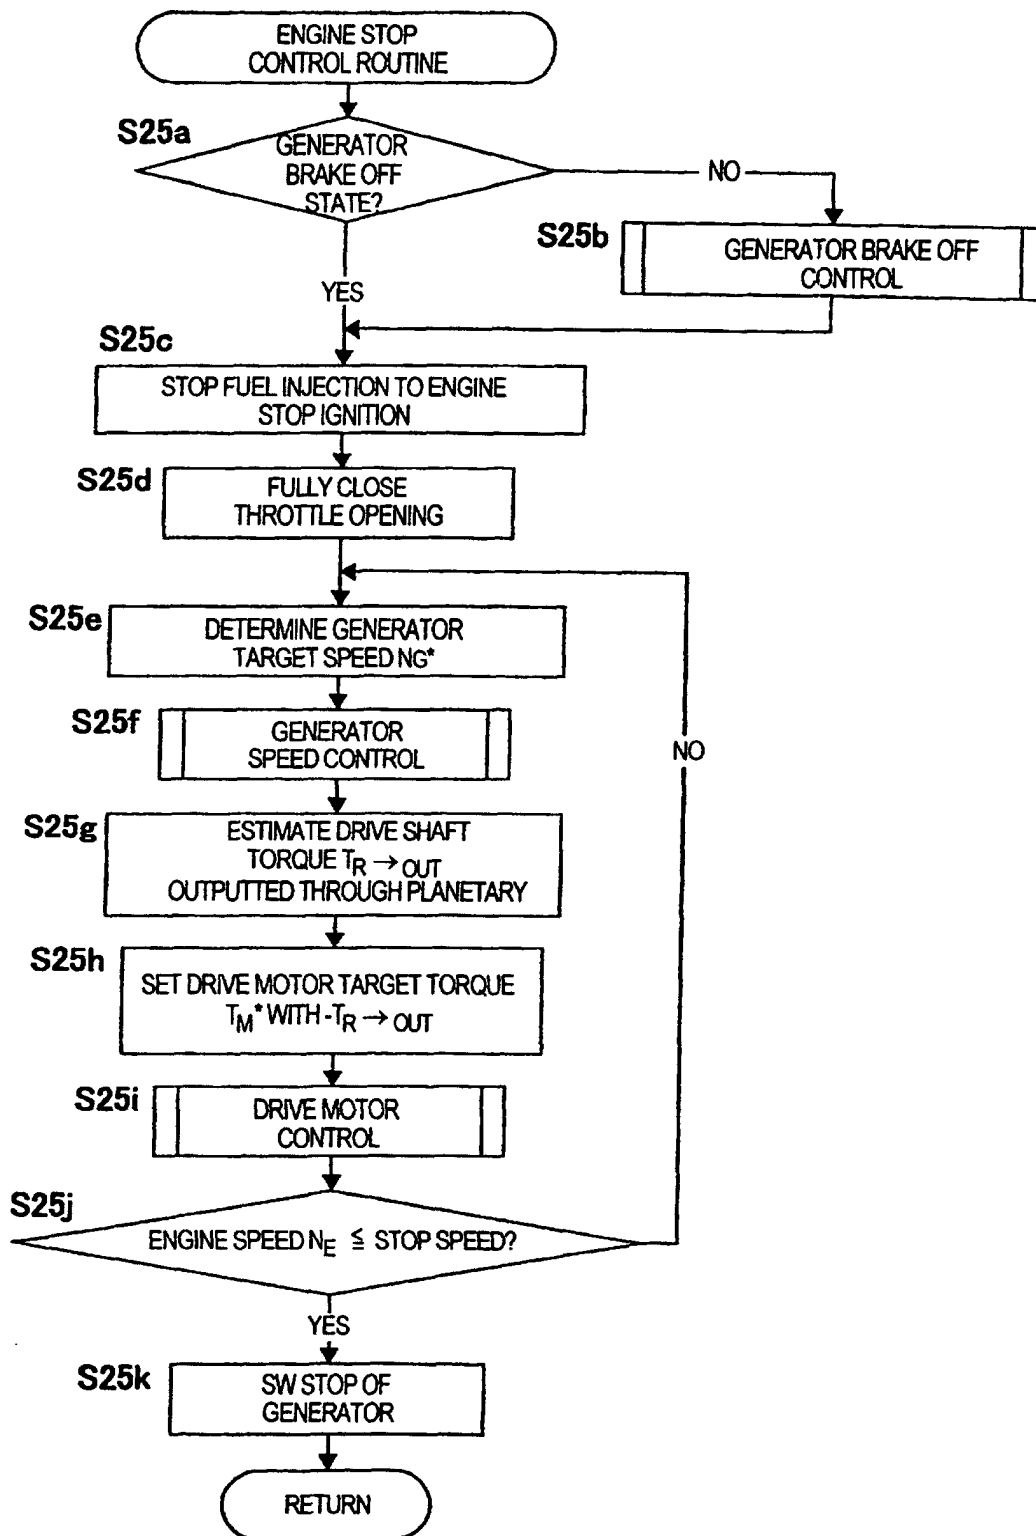 ENGINE STOP
CONTROL ROUTINE
S25a
GENERATOR
BRAKE OFF
STATE?
NO
S25b
GENERATOR BRAKE OFF
CONTROL
YES
S25c
STOP FUEL INJECTION TO ENGINE
STOP IGNITION
S25d
FULLY CLOSE
THROTTLE OPENING
S25e
DETERMINE GENERATOR
TARGET SPEED NG*
S25f
GENERATOR
SPEED CONTROL
NO
S25g
ESTIMATE DRIVE SHAFT
TORQUE TR → OUT
OUTPUTTED THROUGH PLANETARY
S25h
SET DRIVE MOTOR TARGET TORQUE
TM* WITH -TR → OUT
S25i
DRIVE MOTOR
CONTROL
S25j
ENGINE SPEED NE ≦ STOP SPEED?
YES
S25k
SW STOP OF
GENERATOR
RETURN